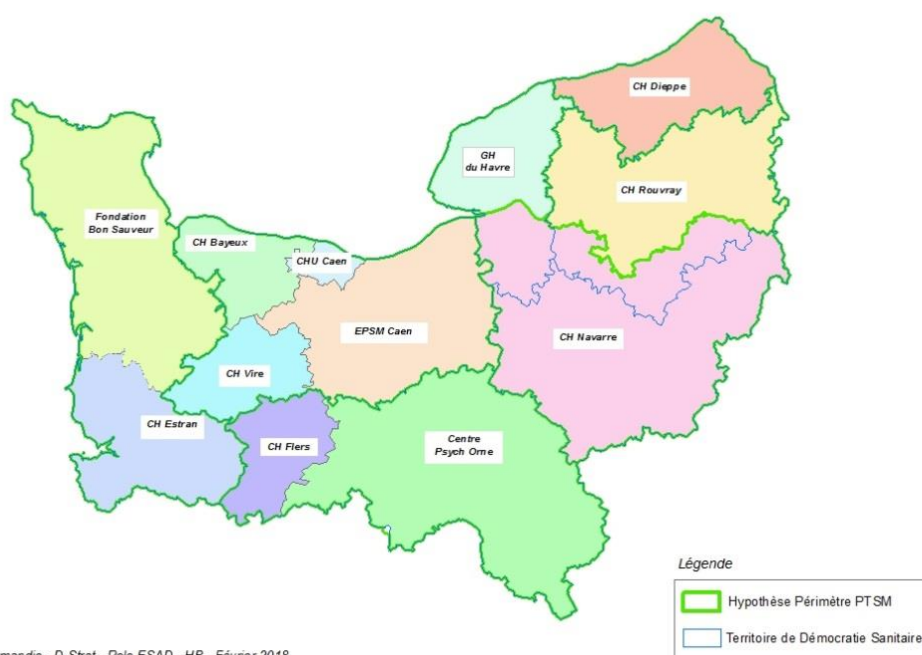 CH Dieppe
GH
du Havre
CH Rouvray
Fondation
Bon Sauveur
CH Bayeux
CHU Caen
EPSM Caen
CH Navarre
CH Vire
CH Estran
CH Flers
Centre
Psych Orne
Légende
Hypothèse Périmètre PTSM
Territoire de Démocratie Sanitaire